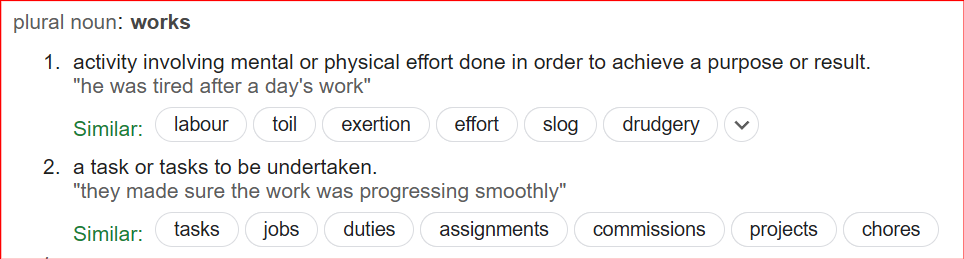 plural noun: works
1. activity involving mental or physical effort done in order to achieve a purpose or result.
"he was tired after a day's work"
Similar: labour toil exertion effort slog drudgery
2. a task or tasks to be undertaken.
"they made sure the work was progressing smoothly"
Similar: tasks jobs duties assignments commissions projects chores